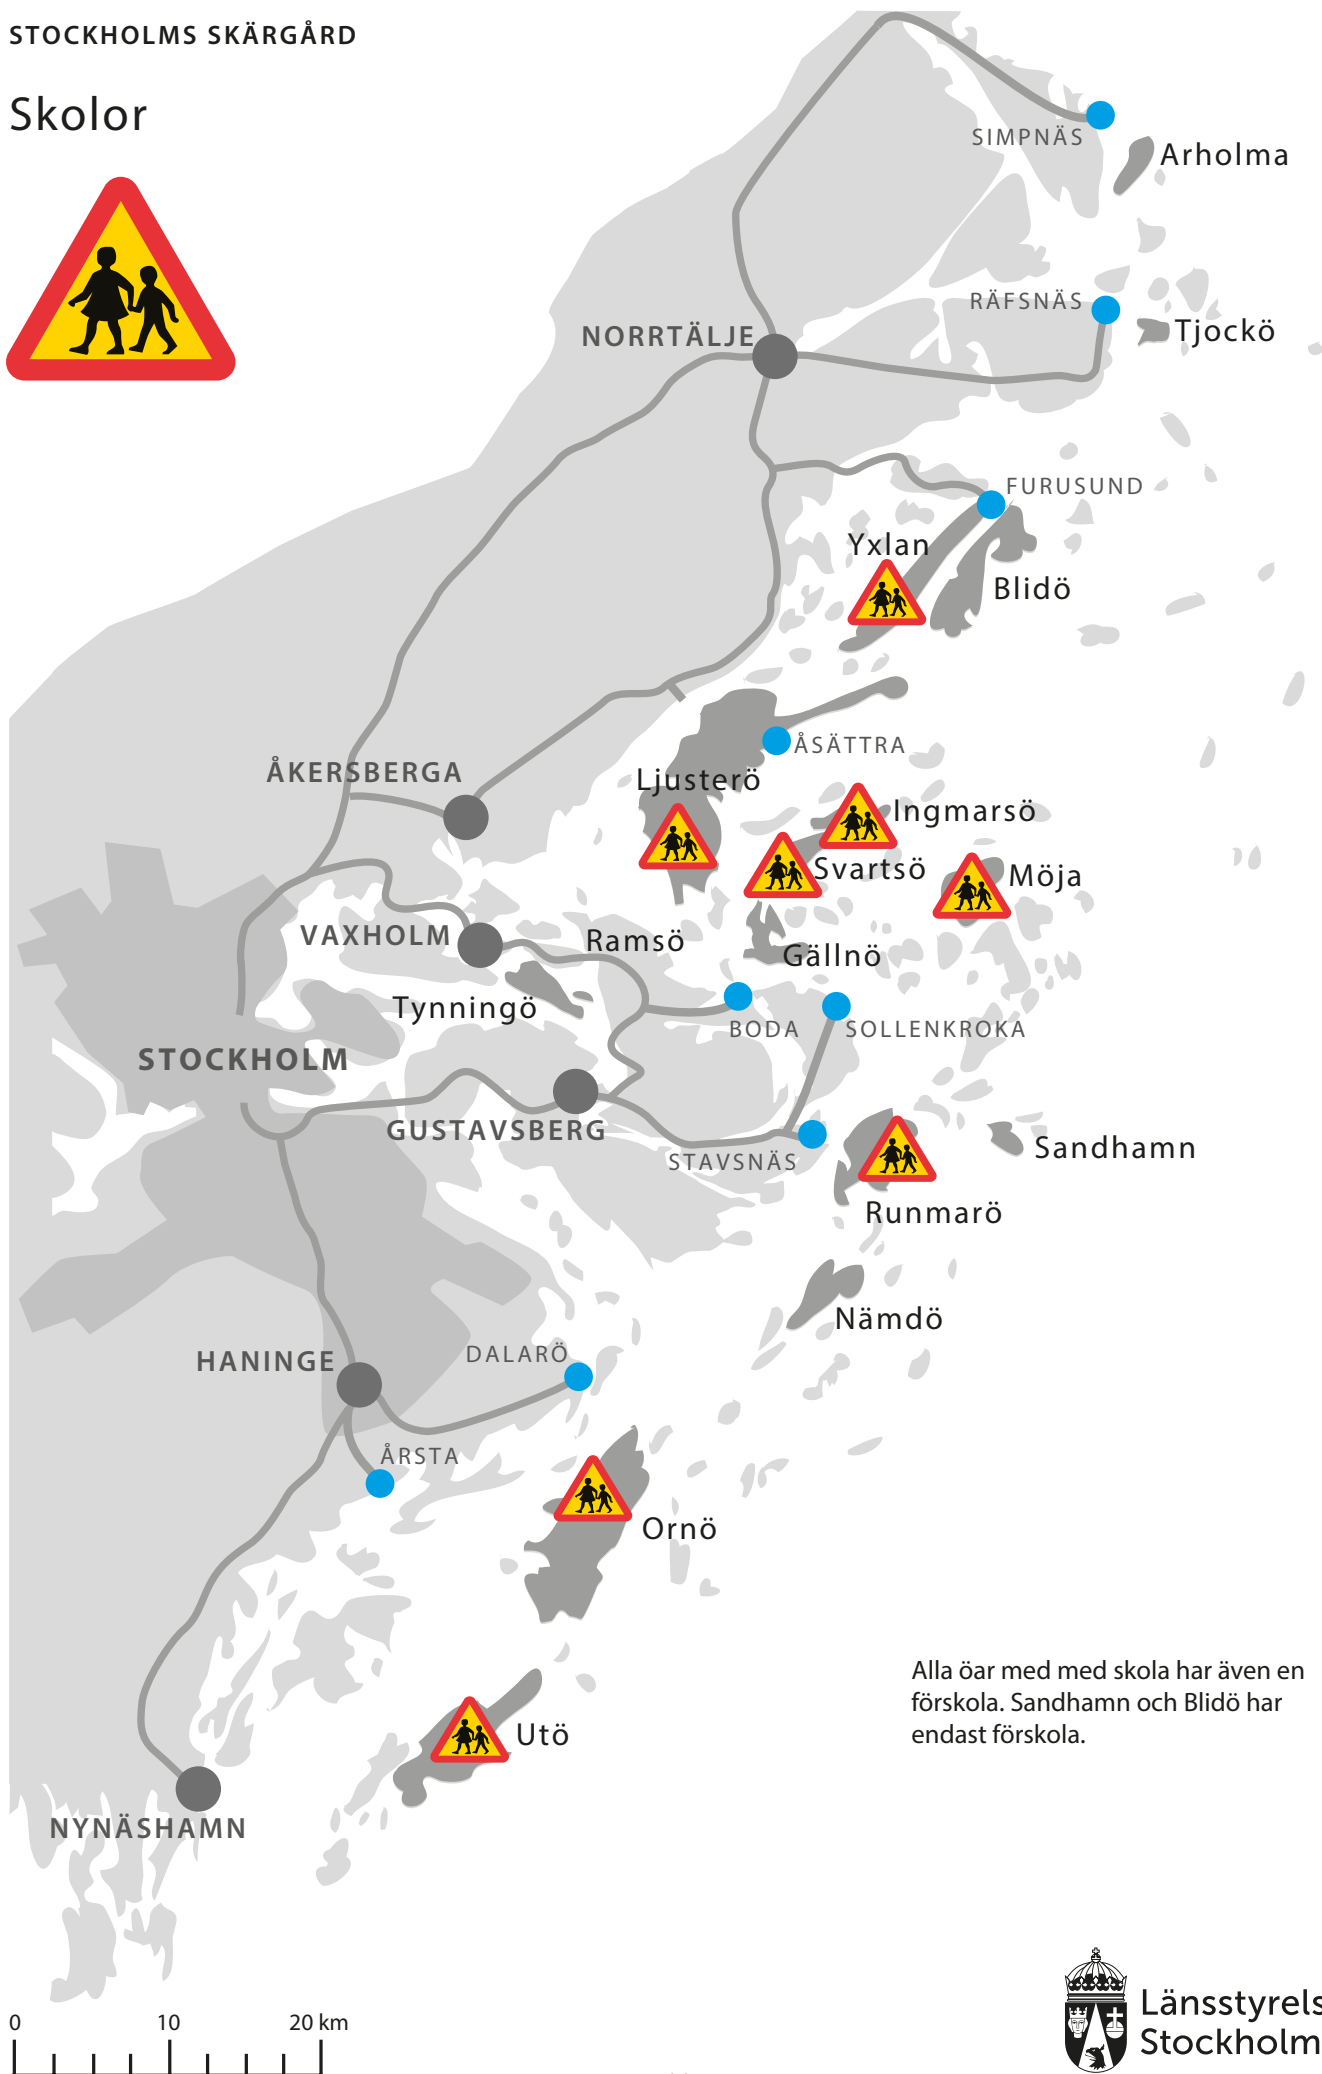 STOCKHOLMS SKÄRGÅRD
Skolor
SIMPNÄS
Arholma
RÄFSNÄS
Tjockö
NORRTÄLJE
FURUSUND
Yxlan
Blidö
ÅSÄTTRA
ÅKERSBERGA
Ljusterö
Ingmarsö
Svartsö
Möja
VAXHOLM
Ramsö
Gällnö
Tynningö
BODA
SOLLENKROKA
STOCKHOLM
GUSTAVSBERG
STAVSNÄS
Sandhamn
Runmarö
Nämdö
HANINGE
DALARÖ
ÅRSTA
Ornö
Alla öar med med skola har även en
förskola. Sandhamn och Blidö har
endast förskola.
Utö
NYNÄSHAMN
0 10 20 km
Länsstyrels
Stockholm